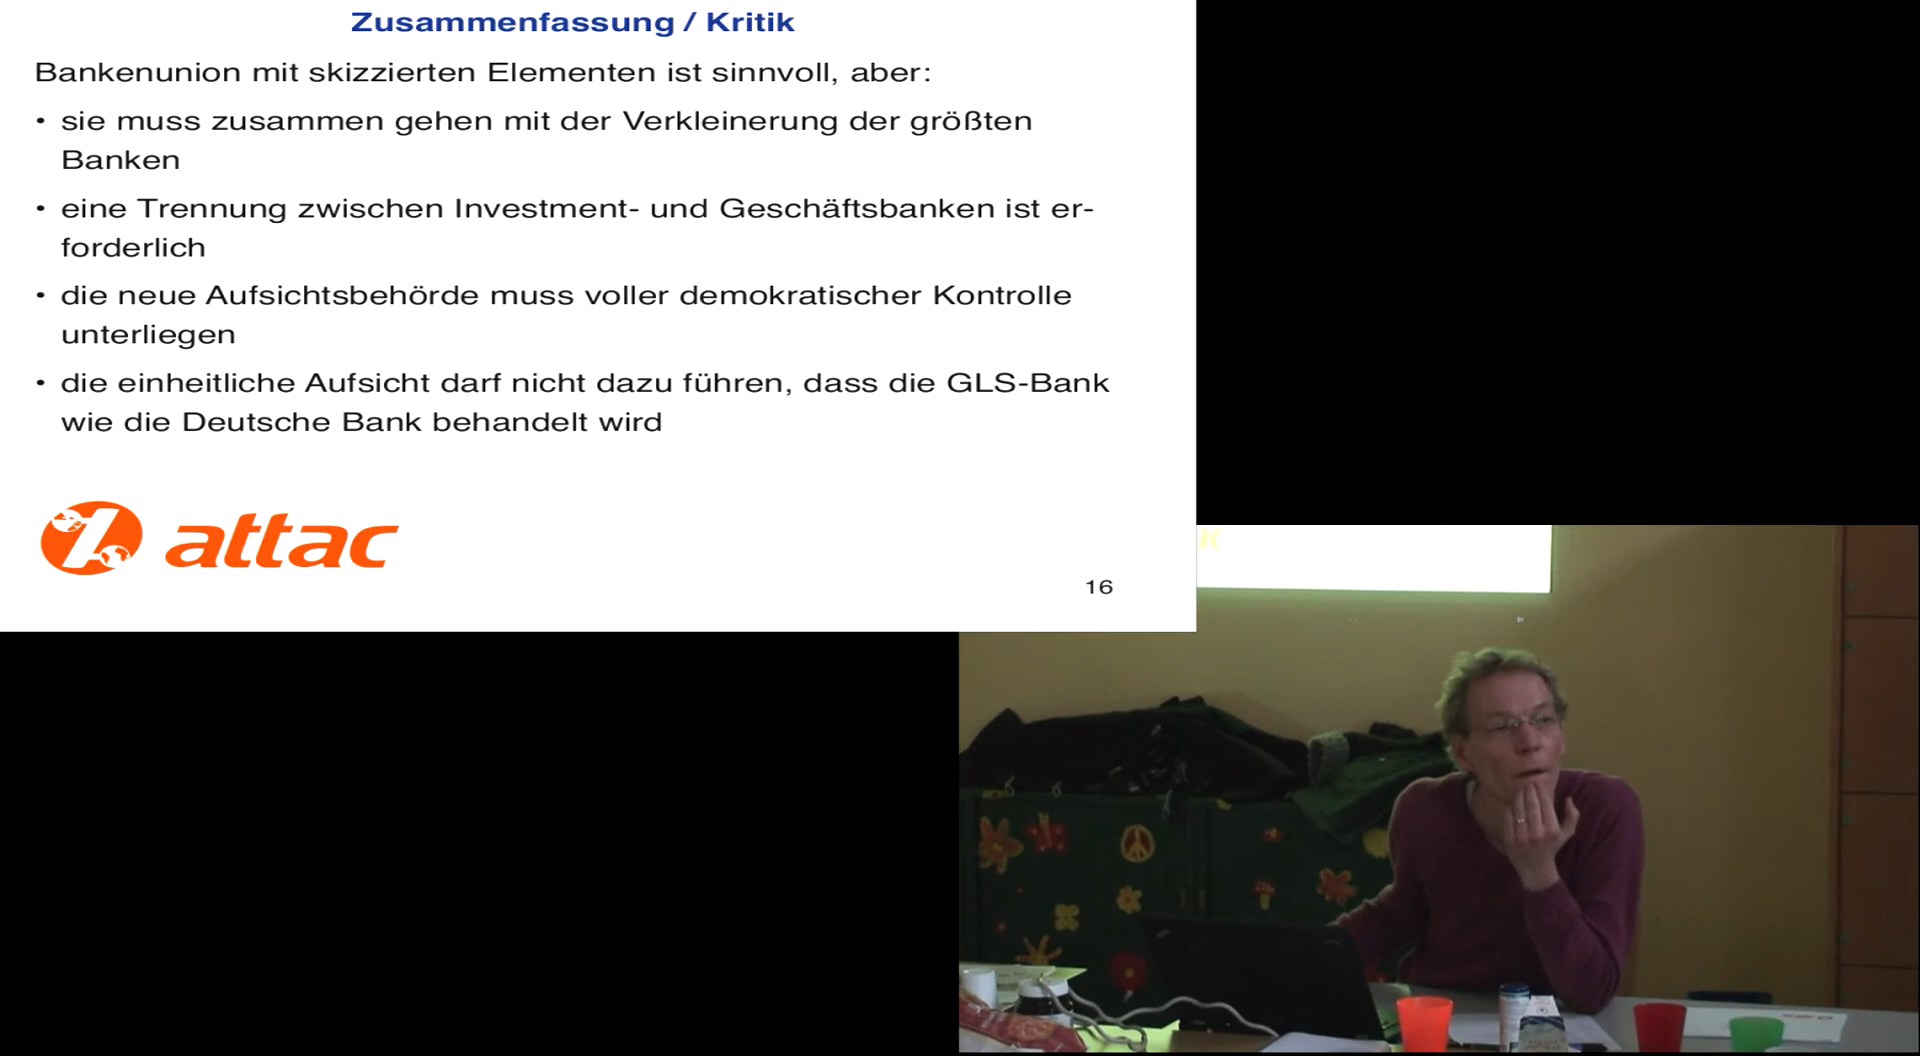 Zusammenfassung / Kritik
Bankenunion mit skizzierten Elementen ist sinnvoll, aber:
• sie muss zusammen gehen mit der Verkleinerung der größten
Banken
• eine Trennung zwischen Investment- und Geschäftsbanken ist er-
forderlich
• die neue Aufsichtsbehörde muss voller demokratischer Kontrolle
unterliegen
• die einheitliche Aufsicht darf nicht dazu führen, dass die GLS-Bank
wie die Deutsche Bank behandelt wird
attac
16